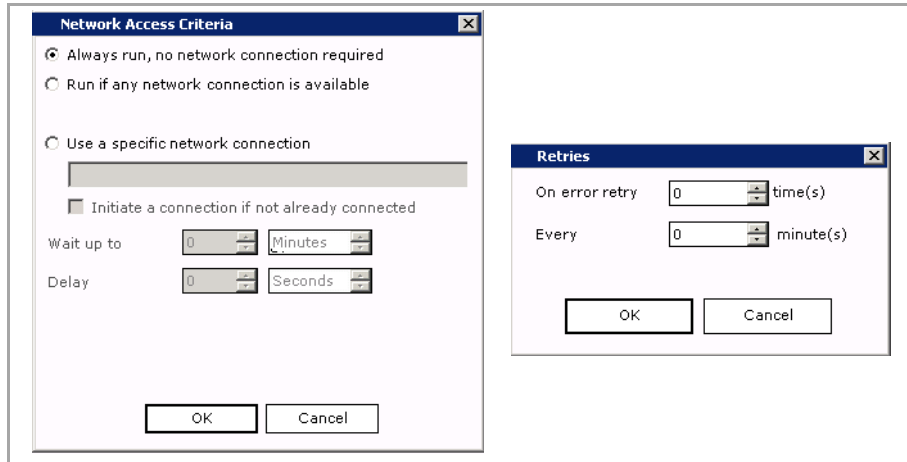 Network Access Criteria
Always run, no network connection required
Run if any network connection is available
Use a specific network connection
Initiate a connection if not already connected
Wait up to 0 Minutes
Delay 0 Seconds
OK Cancel
Retries
On error retry 0 time(s)
Every 0 minute(s)
OK Cancel